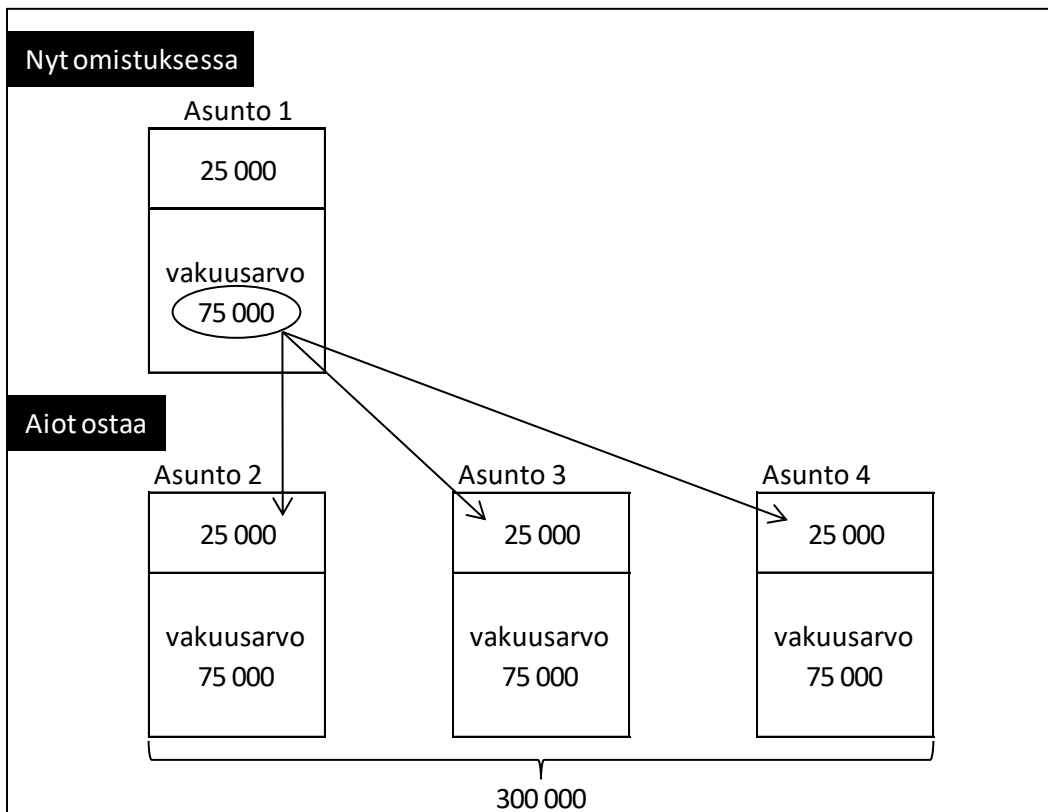 Nyt omistuksessa
Asunto 1
25 000
vakuusarvo
75 000
Aiot ostaa
Asunto 2
Asunto 3
Asunto 4
25 000
25 000
25 000
vakuusarvo
vakuusarvo
vakuusarvo
75 000
75 000
75 000
300 000